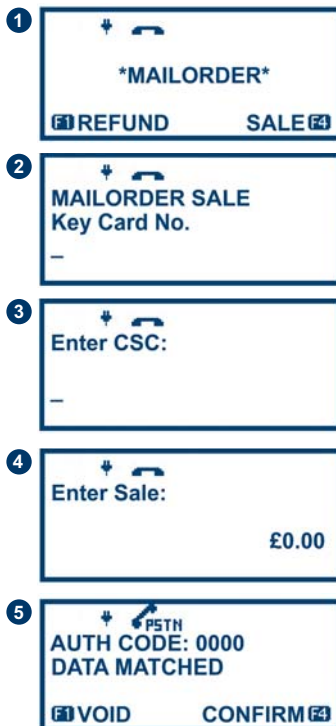 1
*MAILORDER*
F1 REFUND SALE F4
2
MAILORDER SALE
Key Card No.
_
3
Enter CSC:
_
4
Enter Sale:
£0.00
5
PSTN
AUTH CODE: 0000
DATA MATCHED
F1 VOID CONFIRM F4